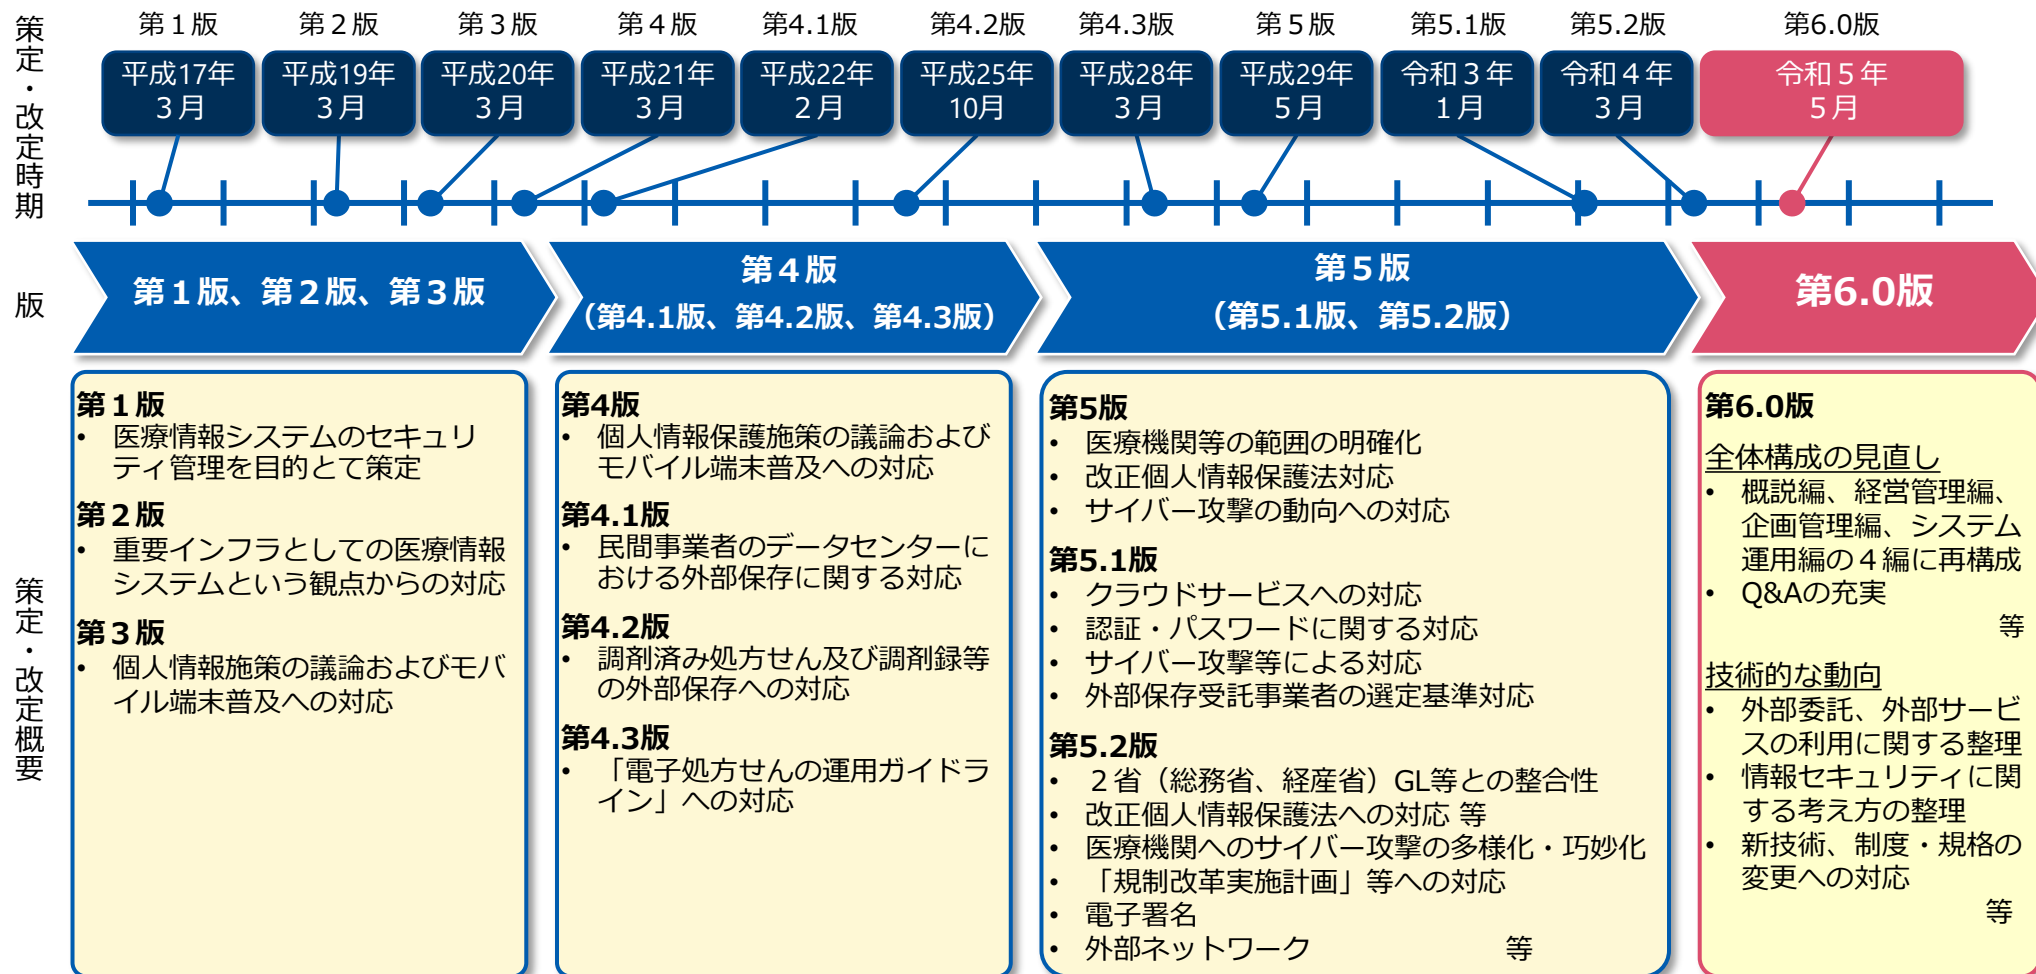 策定・改定時期
第１版
第２版
第３版
第４版
第4.1版
第4.2版
第4.3版
第５版
第5.1版
第5.2版
第6.0版
平成17年
３月
平成19年
３月
平成20年
３月
平成21年
３月
平成22年
２月
平成25年
10月
平成28年
３月
平成29年
５月
令和３年
１月
令和４年
３月
令和５年
５月
版
第１版、第２版、第３版
第４版
（第4.1版、第4.2版、第4.3版）
第５版
（第5.1版、第5.2版）
第6.0版
策定・改定概要
第１版
• 医療情報システムのセキュリ
ティ管理を目的とて策定
第２版
• 重要インフラとしての医療情報
システムという観点からの対応
第３版
• 個人情報施策の議論およびモバ
イル端末普及への対応
第4版
• 個人情報保護施策の議論および
モバイル端末普及への対応
第4.1版
• 民間事業者のデータセンターに
おける外部保存に関する対応
第4.2版
• 調剤済み処方せん及び調剤録等
の外部保存への対応
第4.3版
• 「電子処方せんの運用ガイドラ
イン」への対応
第5版
• 医療機関等の範囲の明確化
• 改正個人情報保護法対応
• サイバー攻撃の動向への対応
第5.1版
• クラウドサービスへの対応
• 認証・パスワードに関する対応
• サイバー攻撃等による対応
• 外部保存受託事業者の選定基準対応
第5.2版
• ２省（総務省、経産省）GL等との整合性
• 改正個人情報保護法への対応 等
• 医療機関へのサイバー攻撃の多様化・巧妙化
• 「規制改革実施計画」等への対応
• 電子署名
• 外部ネットワーク 等
第6.0版
全体構成の見直し
• 概説編、経営管理編、
企画管理編、システム
運用編の４編に再構成
• Q&Aの充実
等
技術的な動向
• 外部委託、外部サービ
スの利用に関する整理
• 情報セキュリティに関
する考え方の整理
• 新技術、制度・規格の
変更への対応
等